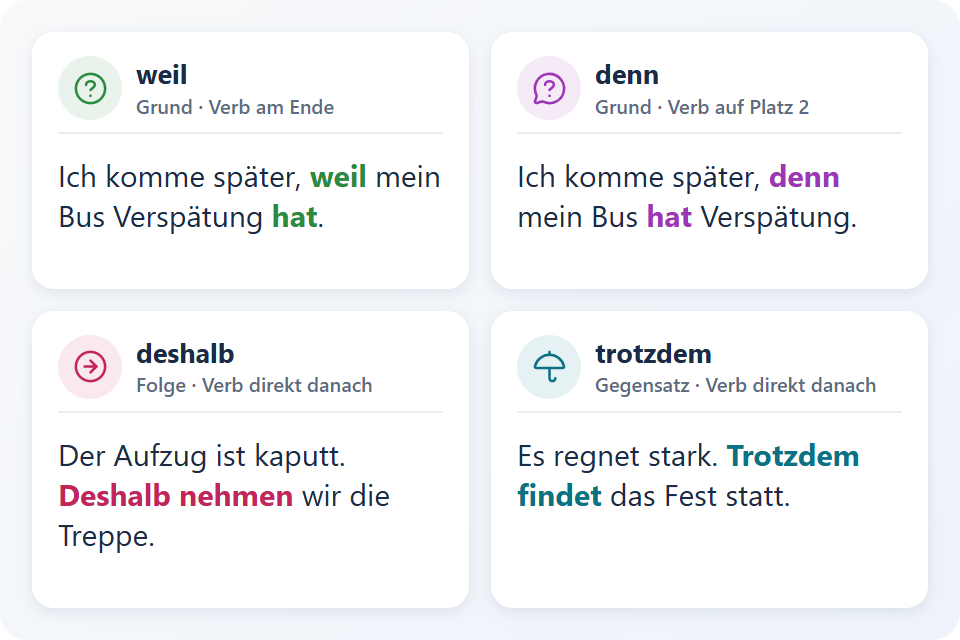 weil
Grund · Verb am Ende
Ich komme später, weil mein
Bus Verspätung hat.
denn
Grund · Verb auf Platz 2
Ich komme später, denn
mein Bus hat Verspätung.
deshalb
Folge · Verb direkt danach
Der Aufzug ist kaputt.
Deshalb nehmen wir die
Treppe.
trotzdem
Gegensatz · Verb direkt danach
Es regnet stark. Trotzdem
findet das Fest statt.